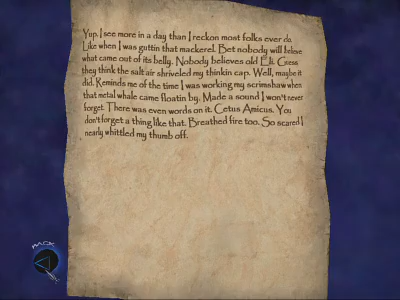 Yup. I see more in a day than I reckon most folks ever do.
Like when I was guttin that mackerel. Bet nobody will believe
what came out of its belly. Nobody believes old Eli. Guess
they think the salt air shriveled my thinkin cap. Well, maybe it
did. Reminds me of the time I was working my scrimshaw when
that metal whale came floatin by. Made a sound I won't never
forget. There was even words on it. Cetus Amicus. You
don't forget a thing like that. Breathed fire too. So scared I
nearly whittled my thumb off.
BACK